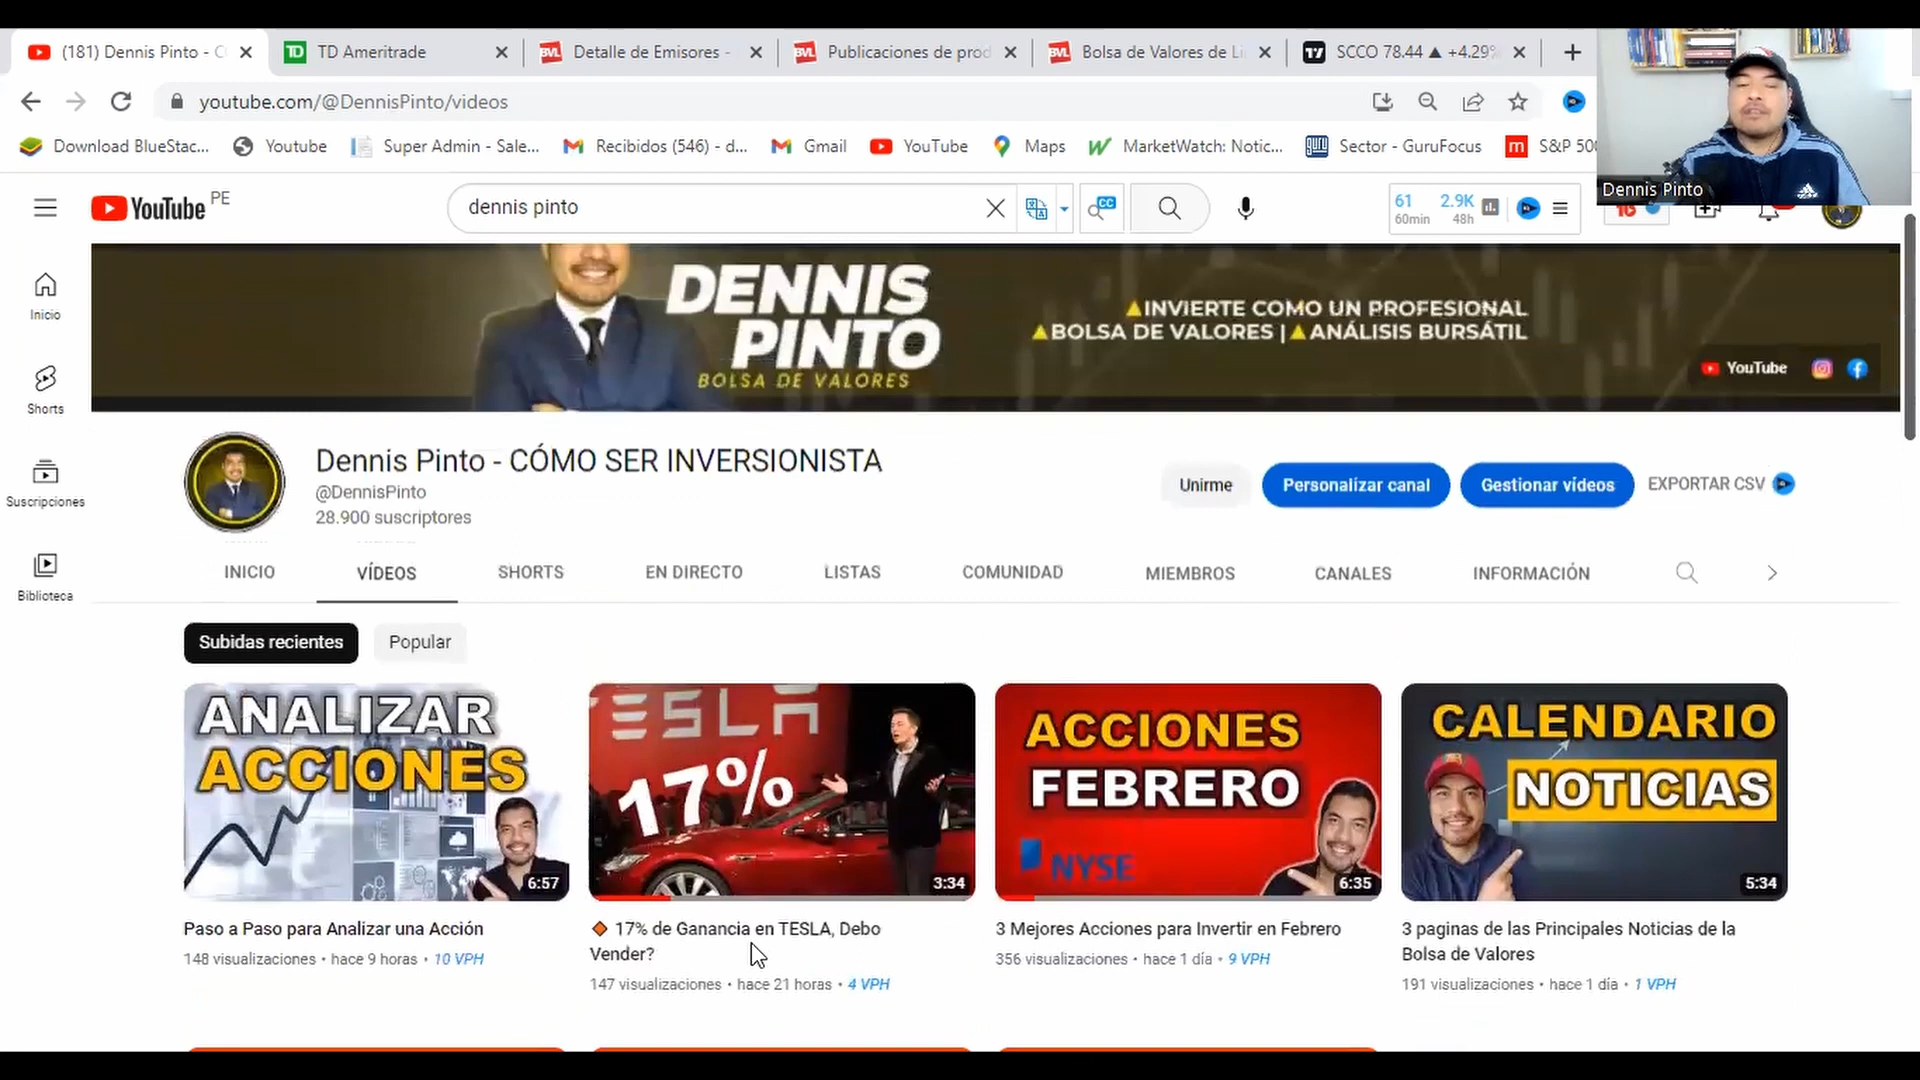 (181) Dennis Pinto - C
TD Ameritrade
Detalle de Emisores -
Publicaciones de prod
Bolsa de Valores de Li
SCCO 78.44 ▲ +4.29%
youtube.com/@DennisPinto/videos
Download BlueStac...
Youtube
Super Admin - Sale...
Recibidos (546) - d...
Gmail
YouTube
Maps
MarketWatch: Notic...
Sector - GuruFocus
S&P 500
Dennis Pinto
YouTube PE
dennis pinto
CC
61
60min
2.9K
48h
Inicio
Shorts
Suscripciones
Biblioteca
DENNIS
PINTO
BOLSA DE VALORES
▲INVIERTE COMO UN PROFESIONAL
▲BOLSA DE VALORES | ▲ANÁLISIS BURSÁTIL
YouTube
Dennis Pinto - CÓMO SER INVERSIONISTA
@DennisPinto
28.900 suscriptores
Unirme
Personalizar canal
Gestionar vídeos
EXPORTAR CSV
INICIO
VÍDEOS
SHORTS
EN DIRECTO
LISTAS
COMUNIDAD
MIEMBROS
CANALES
INFORMACIÓN
Subidas recientes
Popular
ANALIZAR
ACCIONES
6:57
TESLA
17%
3:34
ACCIONES
FEBRERO
NYSE
6:35
CALENDARIO
NOTICIAS
5:34
Paso a Paso para Analizar una Acción
148 visualizaciones • hace 9 horas • 10 VPH
🔸 17% de Ganancia en TESLA, Debo
Vender?
147 visualizaciones • hace 21 horas • 4 VPH
3 Mejores Acciones para Invertir en Febrero
356 visualizaciones • hace 1 día • 9 VPH
3 paginas de las Principales Noticias de la
Bolsa de Valores
191 visualizaciones • hace 1 día • 1 VPH